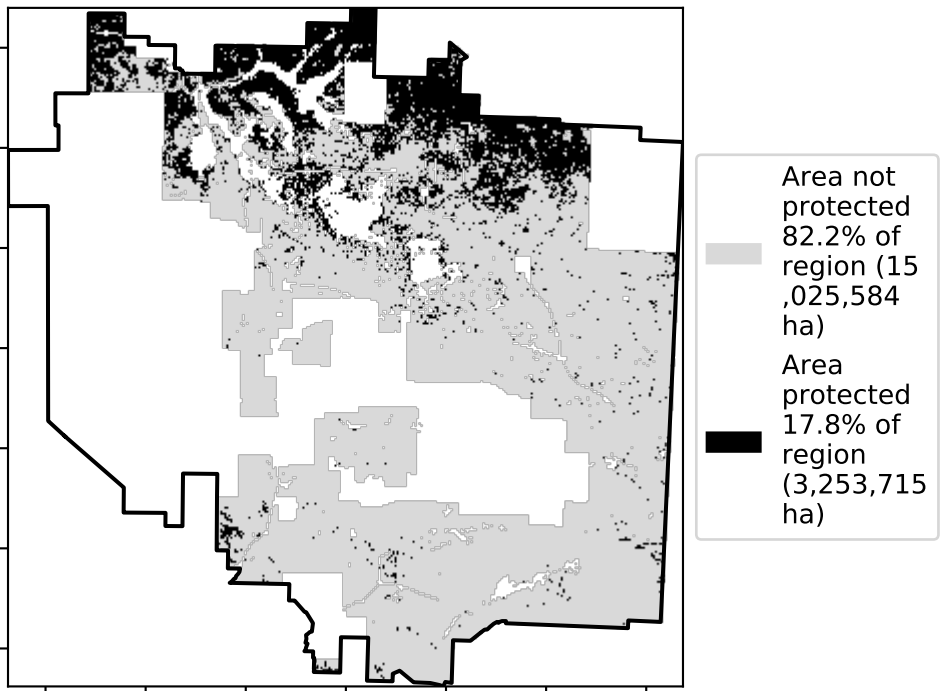 Area not
protected
82.2% of
region (15
,025,584
ha)
Area
protected
17.8% of
region
(3,253,715
ha)